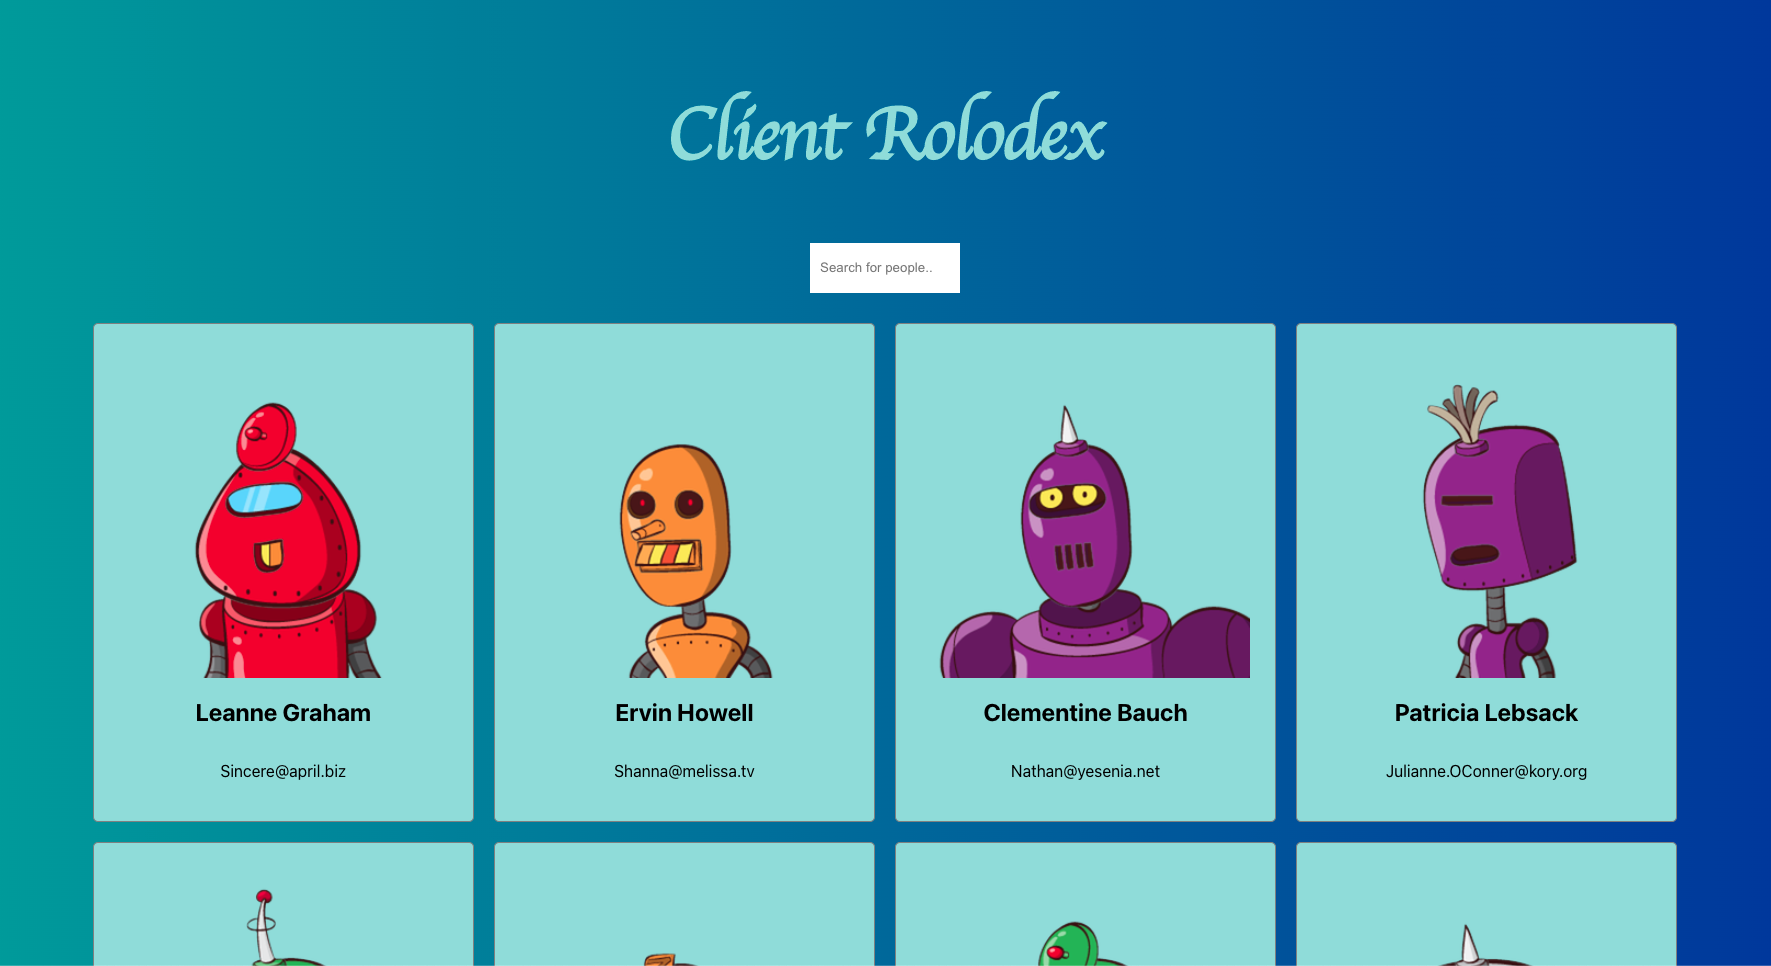 Client Rolodex
Search for people..
Leanne Graham
Sincere@april.biz
Ervin Howell
Shanna@melissa.tv
Clementine Bauch
Nathan@yesenia.net
Patricia Lebsack
Julianne.OConner@kory.org